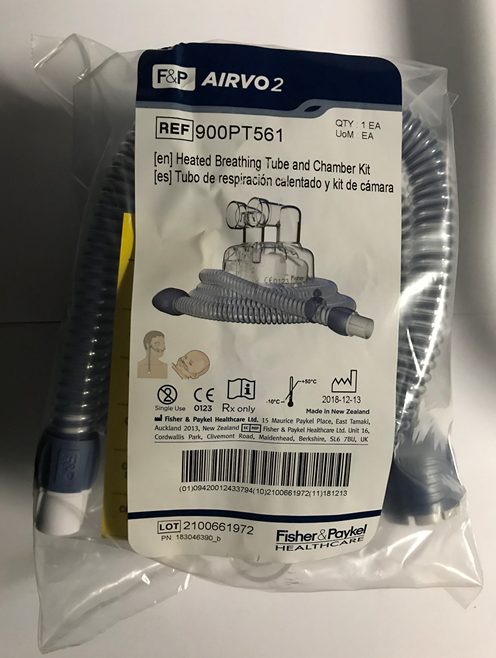 F&P AIRVO 2
REF 900PT561
QTY : 1 EA
UoM : EA
[en] Heated Breathing Tube and Chamber Kit
[es] Tubo de respiración calentado y kit de cámara
Single Use
CE
0123
Rx only
-10°C
+50°C
2018-12-13
Made in New Zealand
Fisher & Paykel Healthcare Ltd. 15 Maurice Paykel Place, East Tamaki,
Auckland 2013, New Zealand EC REP Fisher & Paykel Healthcare Ltd. Unit 16,
Cordwallis Park, Clivemont Road, Maidenhead, Berkshire, SL6 7BU, UK
(01)09420012433794(10)2100661972(11)181213
LOT 2100661972
PN 183046390_b
Fisher & Paykel
HEALTHCARE
F&P